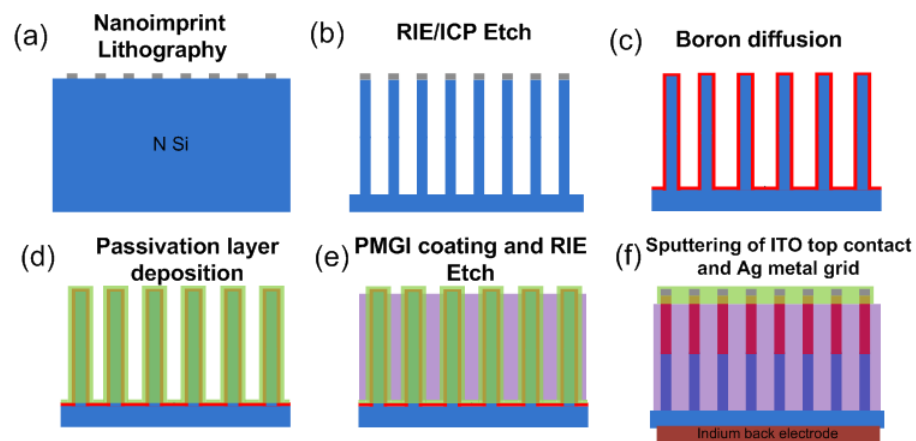 (a)
Nanoimprint
Lithography
N Si
(b)
RIE/ICP Etch
(c)
Boron diffusion
(d)
Passivation layer
deposition
(e)
PMGI coating and RIE
Etch
(f)
Sputtering of ITO top contact
and Ag metal grid
Indium back electrode